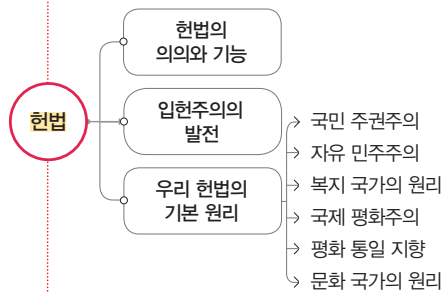 헌법
헌법의
의의와 기능
입헌주의의
발전
우리 헌법의
기본 원리
국민 주권주의
자유 민주주의
복지 국가의 원리
국제 평화주의
평화 통일 지향
문화 국가의 원리